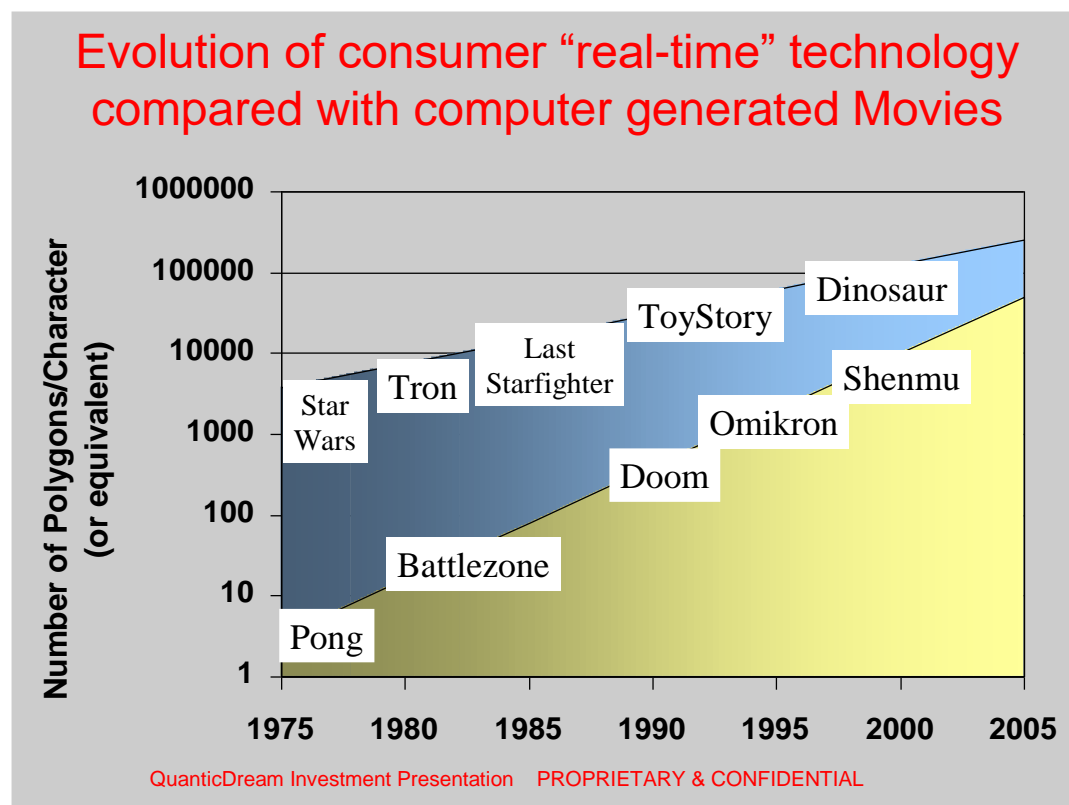 Evolution of consumer “real-time” technology
compared with computer generated Movies
Number of Polygons/Character
(or equivalent)
1000000
100000
10000
1000
100
10
1
Dinosaur
ToyStory
Last
Starfighter
Tron
Star
Wars
Shenmu
Omikron
Doom
Battlezone
Pong
1975 1980 1985 1990 1995 2000 2005
QuanticDream Investment Presentation PROPRIETARY & CONFIDENTIAL